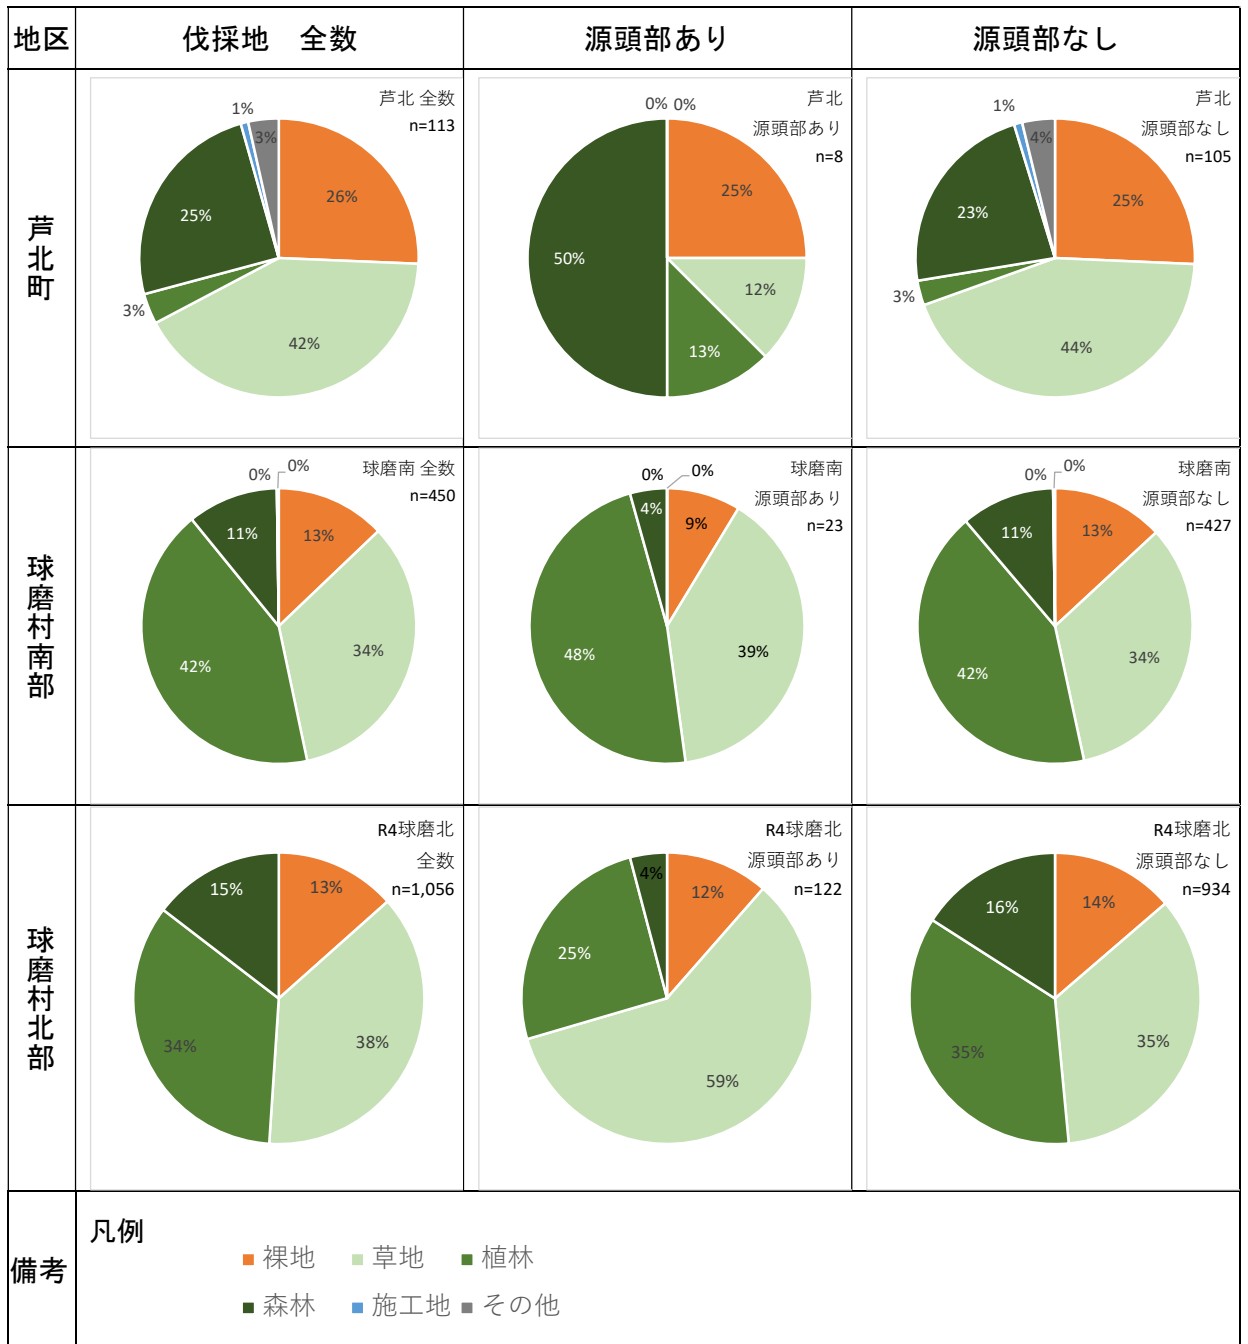 地区
伐採地 全数
源頭部あり
源頭部なし
芦北町
芦北 全数
n=113
1%
3%
26%
25%
3%
42%
芦北
源頭部あり
n=8
0% 0%
25%
50%
12%
13%
芦北
源頭部なし
n=105
1%
4%
25%
23%
3%
44%
球磨村南部
球磨南 全数
n=450
0%
0%
11%
13%
34%
42%
球磨南
源頭部あり
n=23
0%
0%
4%
9%
48%
39%
球磨南
源頭部なし
n=427
0%
0%
11%
13%
34%
42%
球磨村北部
R4球磨北
全数
n=1,056
15%
13%
34%
38%
R4球磨北
源頭部あり
n=122
4%
12%
25%
59%
R4球磨北
源頭部なし
n=934
16%
14%
35%
35%
備考
凡例
裸地 草地 植林
森林 施工地 その他